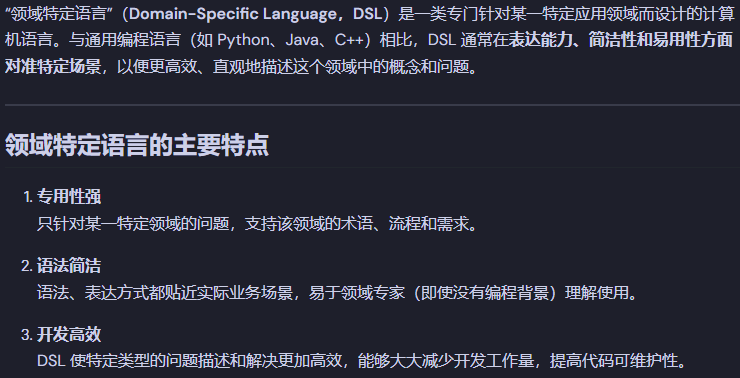 “领域特定语言”（Domain-Specific Language，DSL）是一类专门针对某一特定应用领域而设计的计算
机语言。与通用编程语言（如 Python、Java、C++）相比，DSL 通常在表达能力、简洁性和易用性方面
对准特定场景，以便更高效、直观地描述这个领域中的概念和问题。
领域特定语言的主要特点
1. 专用性强
只针对某一特定领域的问题，支持该领域的术语、流程和需求。
2. 语法简洁
语法、表达方式都贴近实际业务场景，易于领域专家（即使没有编程背景）理解使用。
3. 开发高效
DSL 使特定类型的问题描述和解决更加高效，能够大大减少开发工作量，提高代码可维护性。